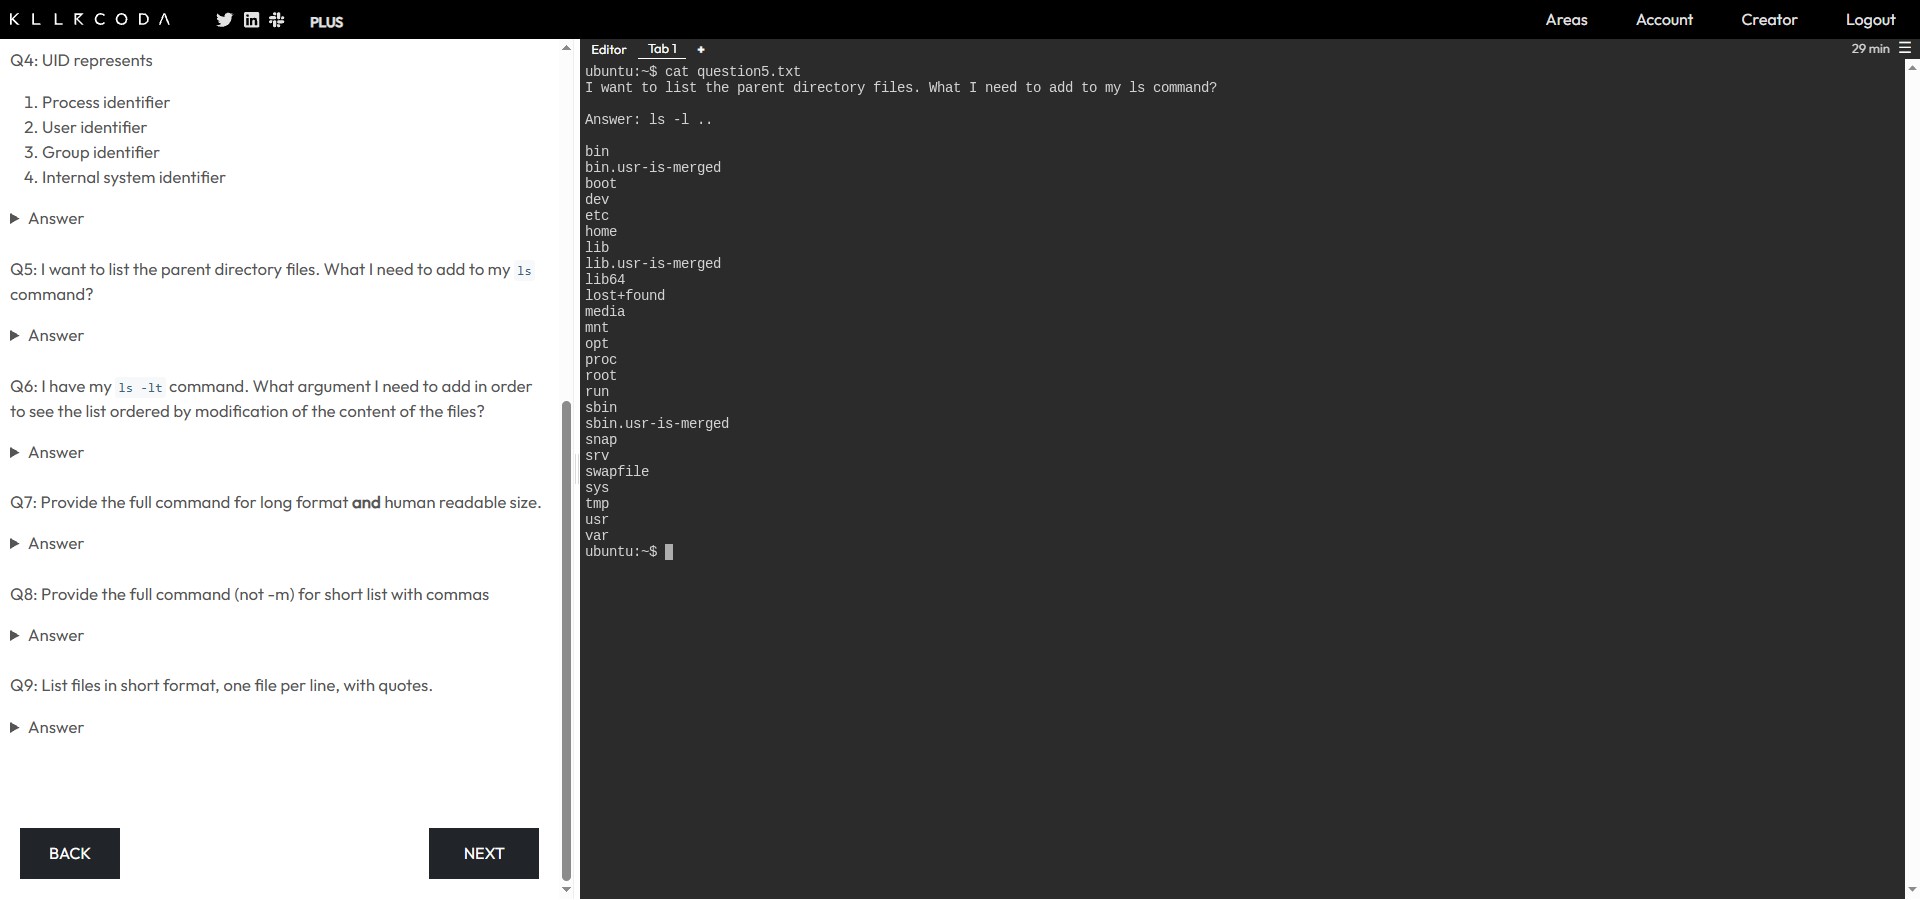 KLLRCODA PLUS Areas Account Creator Logout
Q4: UID represents
1. Process identifier
2. User identifier
3. Group identifier
4. Internal system identifier
Answer
Q5: I want to list the parent directory files. What I need to add to my ls
command?
Answer
Q6: I have my ls -lt command. What argument I need to add in order
to see the list ordered by modification of the content of the files?
Answer
Q7: Provide the full command for long format and human readable size.
Answer
Q8: Provide the full command (not -m) for short list with commas
Answer
Q9: List files in short format, one file per line, with quotes.
Answer
BACK NEXT
Editor Tab 1 + 29 min
ubuntu:~$ cat question5.txt
I want to list the parent directory files. What I need to add to my ls command?
Answer: ls -l ..
bin
bin.usr-is-merged
boot
dev
etc
home
lib
lib.usr-is-merged
lib64
lost+found
media
mnt
opt
proc
root
run
sbin
sbin.usr-is-merged
snap
srv
swapfile
sys
tmp
usr
var
ubuntu:~$